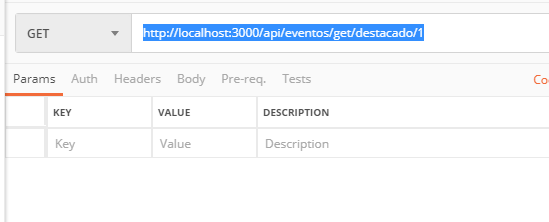 GET http://localhost:3000/api/eventos/get/destacado/1
Params Auth Headers Body Pre-req. Tests
KEY VALUE DESCRIPTION
Key Value Description